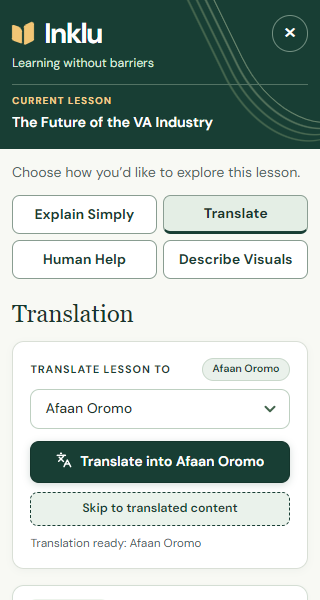 Inklu
Learning without barriers
CURRENT LESSON
The Future of the VA Industry
Choose how you’d like to explore this lesson.
Explain Simply
Translate
Human Help
Describe Visuals
Translation
TRANSLATE LESSON TO
Afaan Oromo
Afaan Oromo
Translate into Afaan Oromo
Skip to translated content
Translation ready: Afaan Oromo